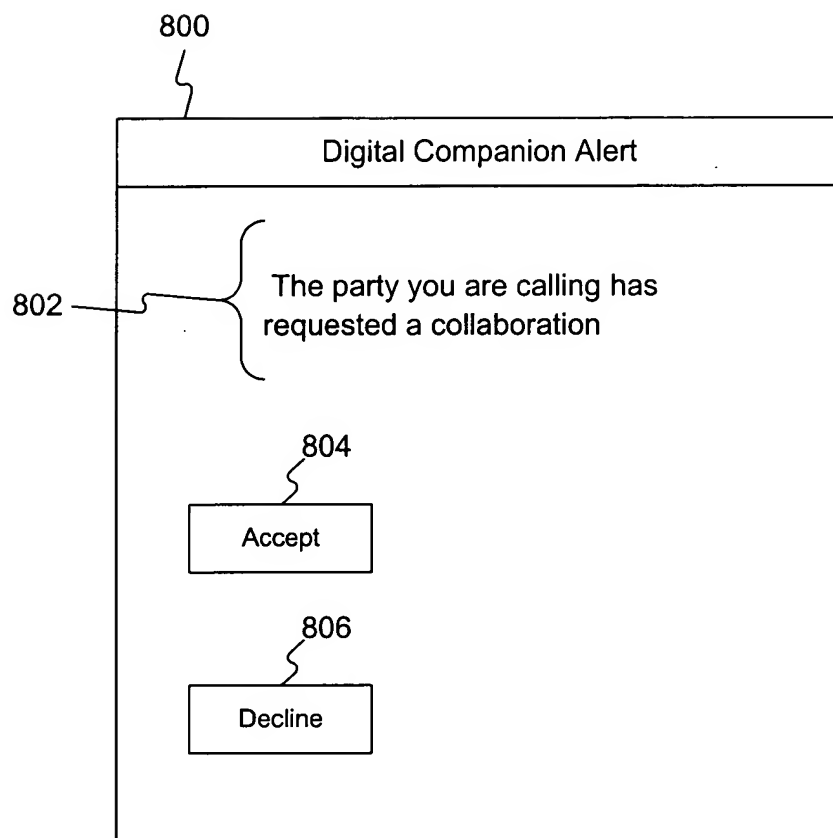 800
Digital Companion Alert
802
The party you are calling has
requested a collaboration
804
Accept
806
Decline